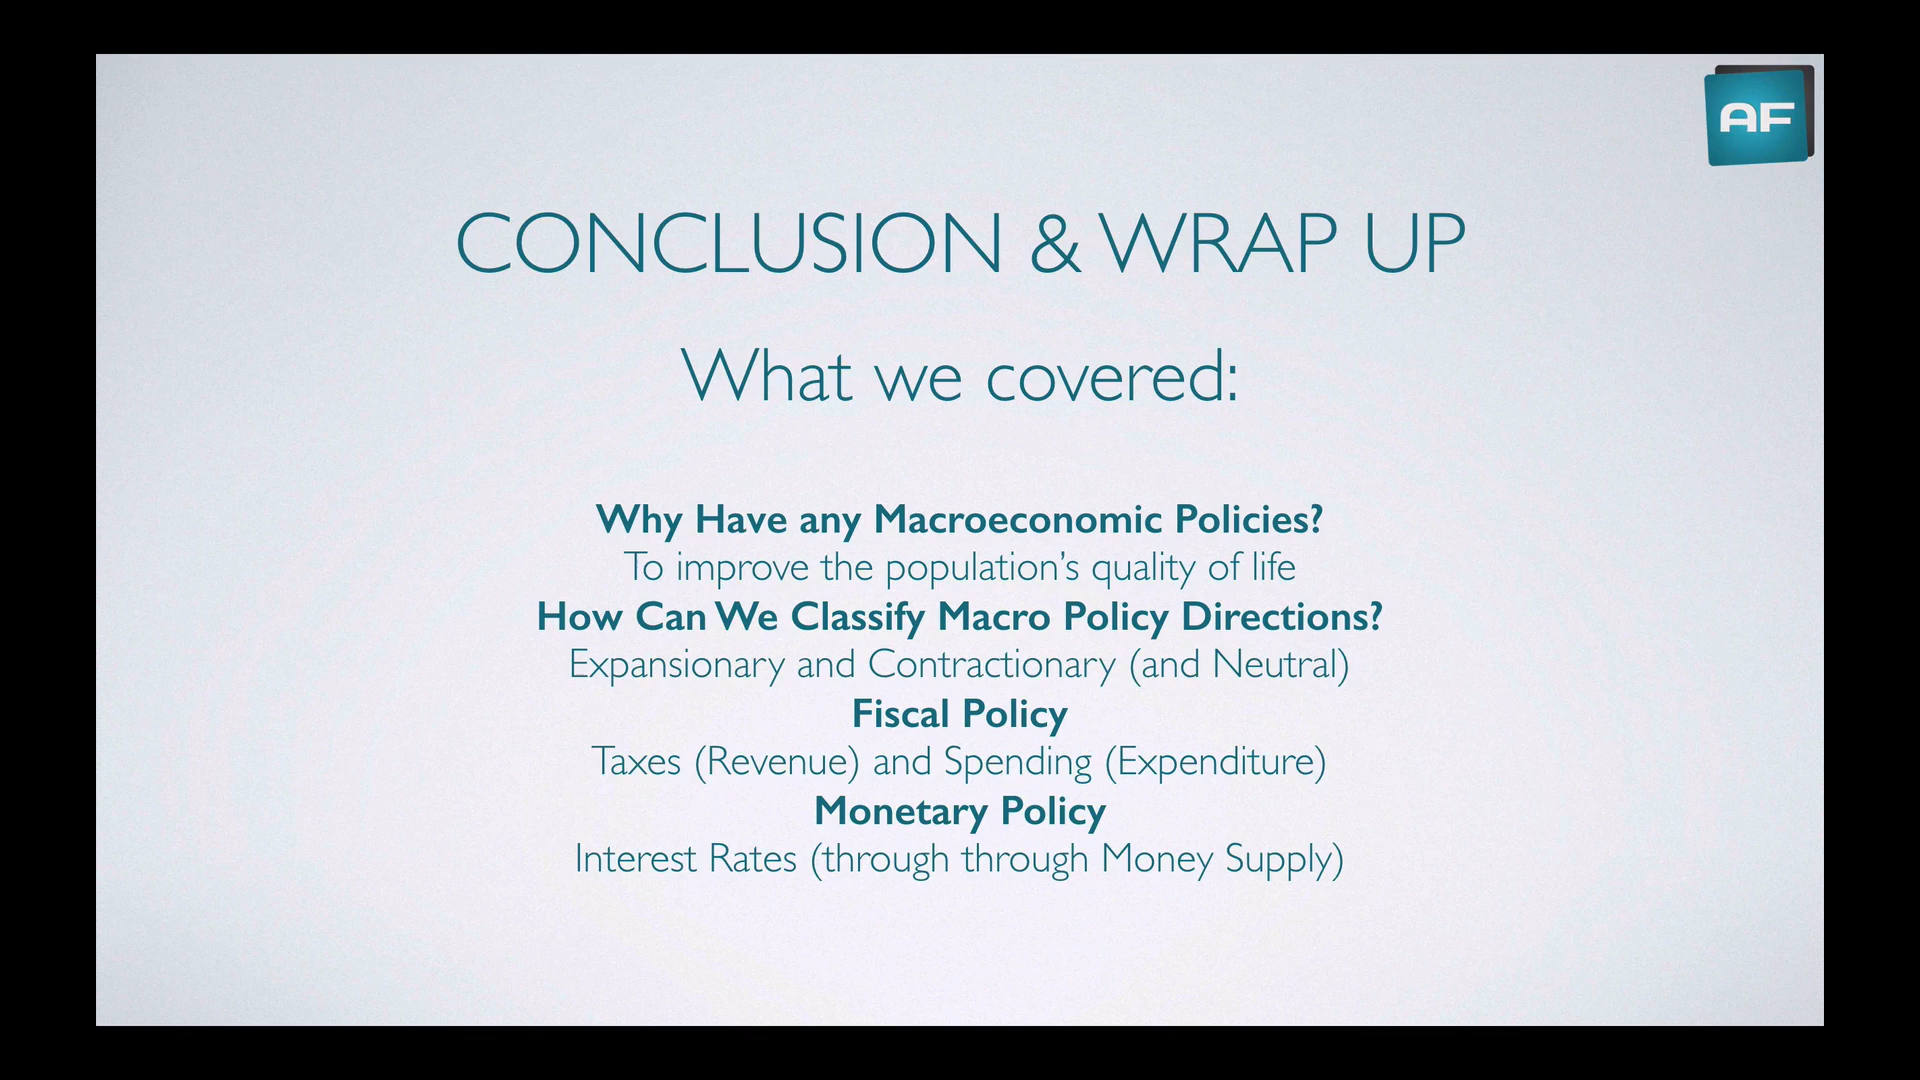 AF
CONCLUSION & WRAP UP
What we covered:
Why Have any Macroeconomic Policies?
To improve the population’s quality of life
How Can We Classify Macro Policy Directions?
Expansionary and Contractionary (and Neutral)
Fiscal Policy
Taxes (Revenue) and Spending (Expenditure)
Monetary Policy
Interest Rates (through through Money Supply)